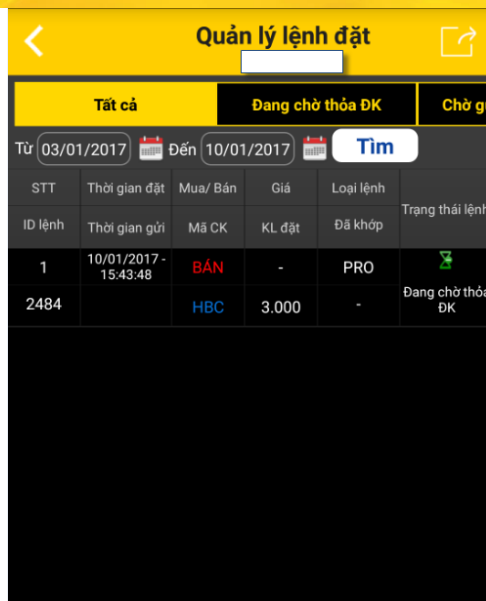 Quản lý lệnh đặt
Tất cả Đang chờ thỏa ĐK Chờ g
Từ 03/01/2017 Đến 10/01/2017 Tìm
STT Thời gian đặt Mua/ Bán Giá Loại lệnh
Trạng thái lệnh
ID lệnh Thời gian gửi Mã CK KL đặt Đã khớp
1 10/01/2017 - 15:43:48 BÁN - PRO
2484 HBC 3.000 - Đang chờ thỏa
ĐK